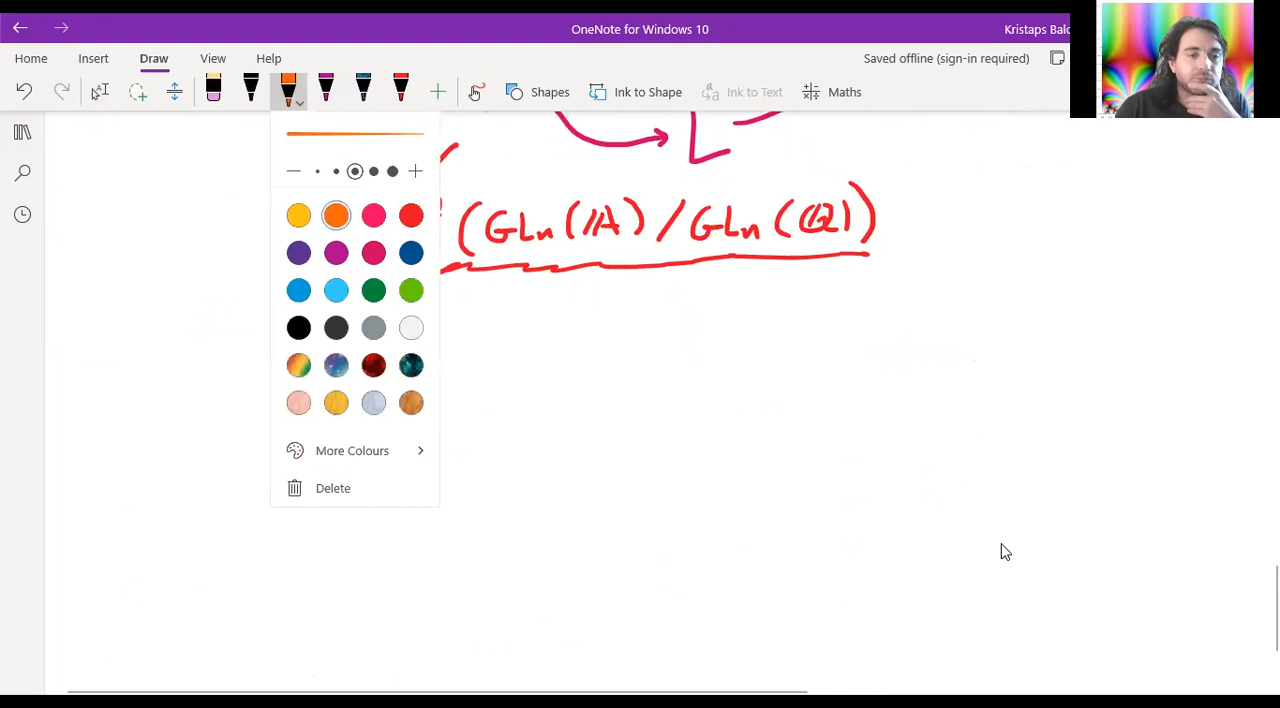 OneNote for Windows 10
Kristaps Balo
Home Insert Draw View Help
Saved offline (sign-in required)
Shapes Ink to Shape Ink to Text Maths
(GLn(A)/GLn(Q))
More Colours
Delete